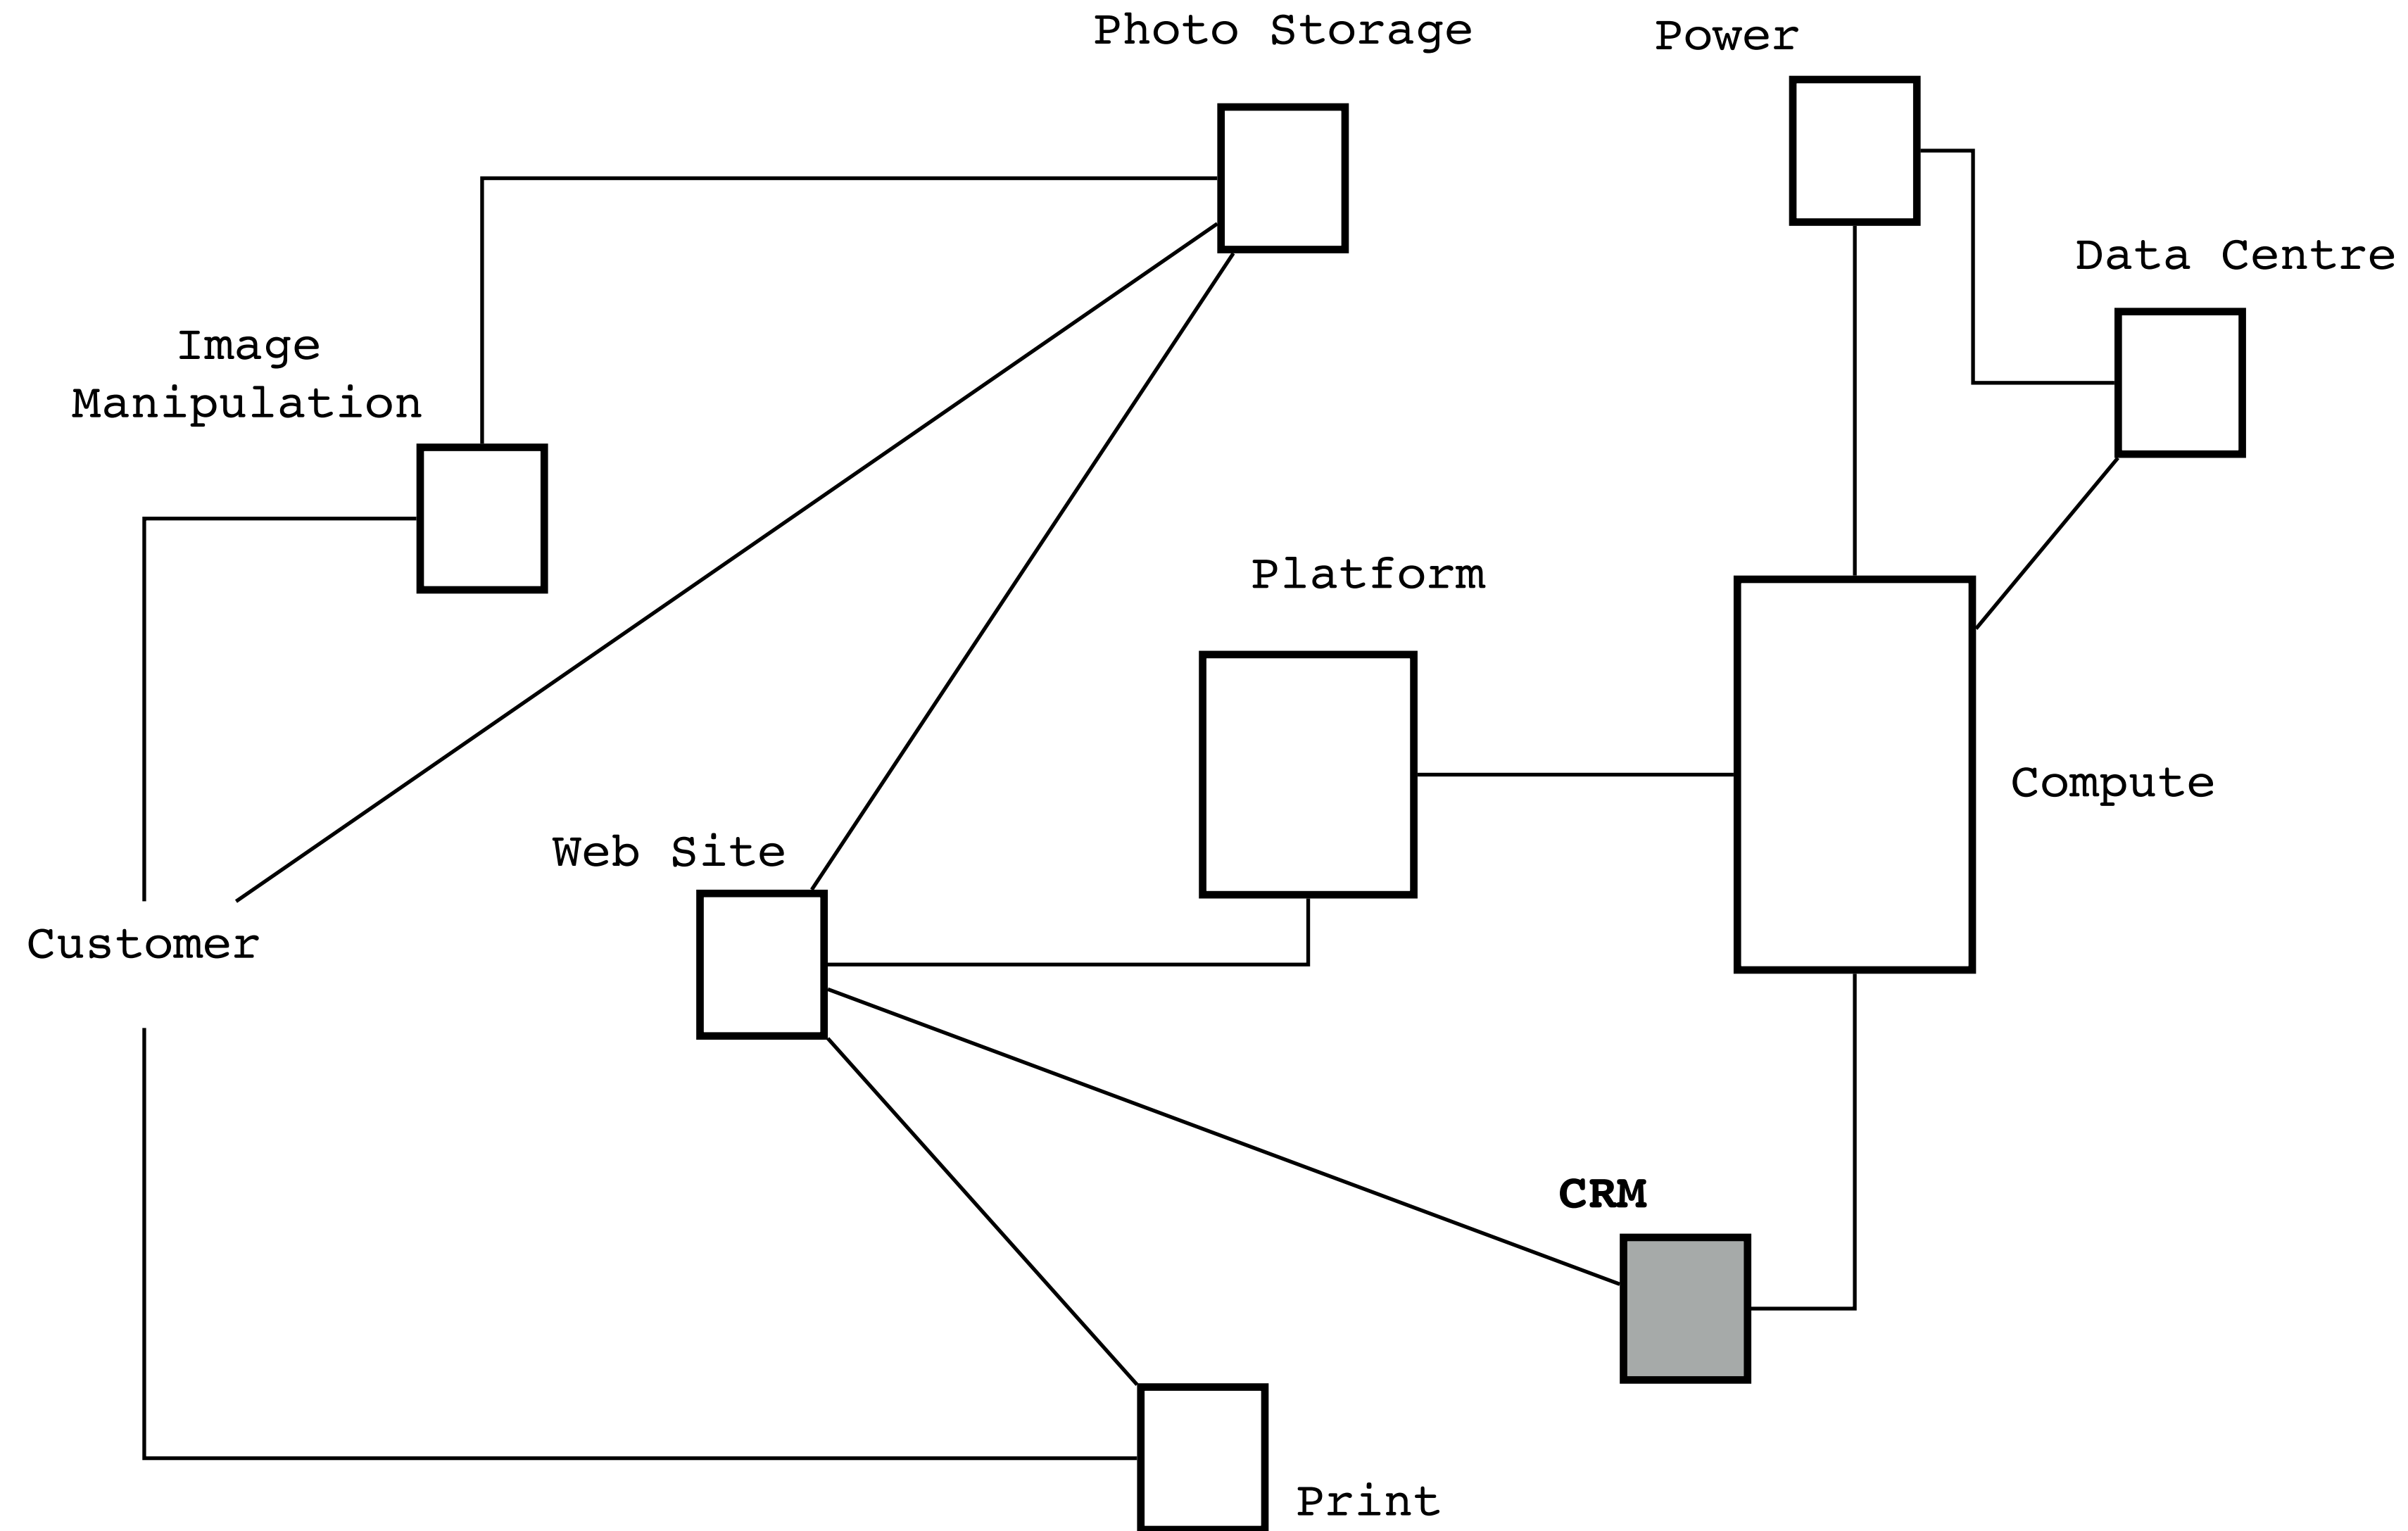 Photo Storage
Power
Data Centre
Image
Manipulation
Platform
Compute
Web Site
Customer
CRM
Print